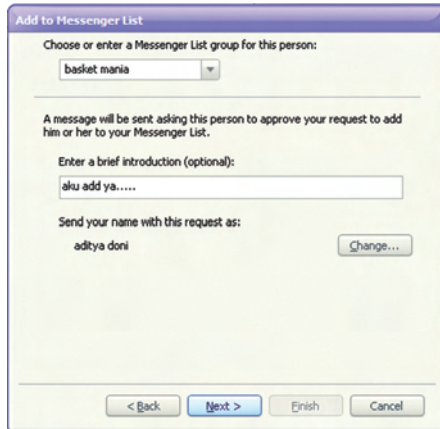 Add to Messenger List
Choose or enter a Messenger List group for this person:
basket mania
A message will be sent asking this person to approve your request to add
him or her to your Messenger List.
Enter a brief introduction (optional):
aku add ya.....
Send your name with this request as:
aditya doni
Change...
< Back
Next >
Finish
Cancel